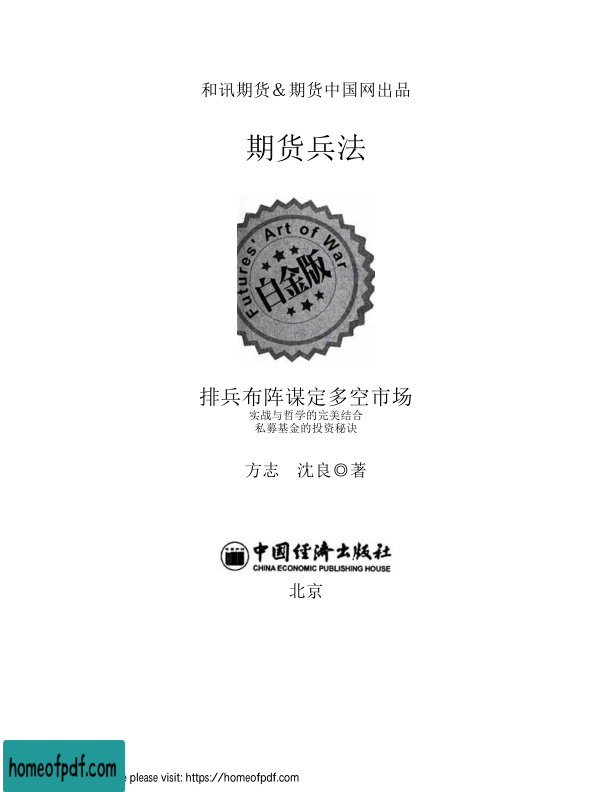 和讯期货＆期货中国网出品
期货兵法
Futures' Art of War
白金版
排兵布阵谋定多空市场
实战与哲学的完美结合
私募基金的投资秘诀
方志　沈良◎著
中国经济出版社
CHINA ECONOMIC PUBLISHING HOUSE
北京
homeofpdf.com
please visit: https://homeofpdf.com